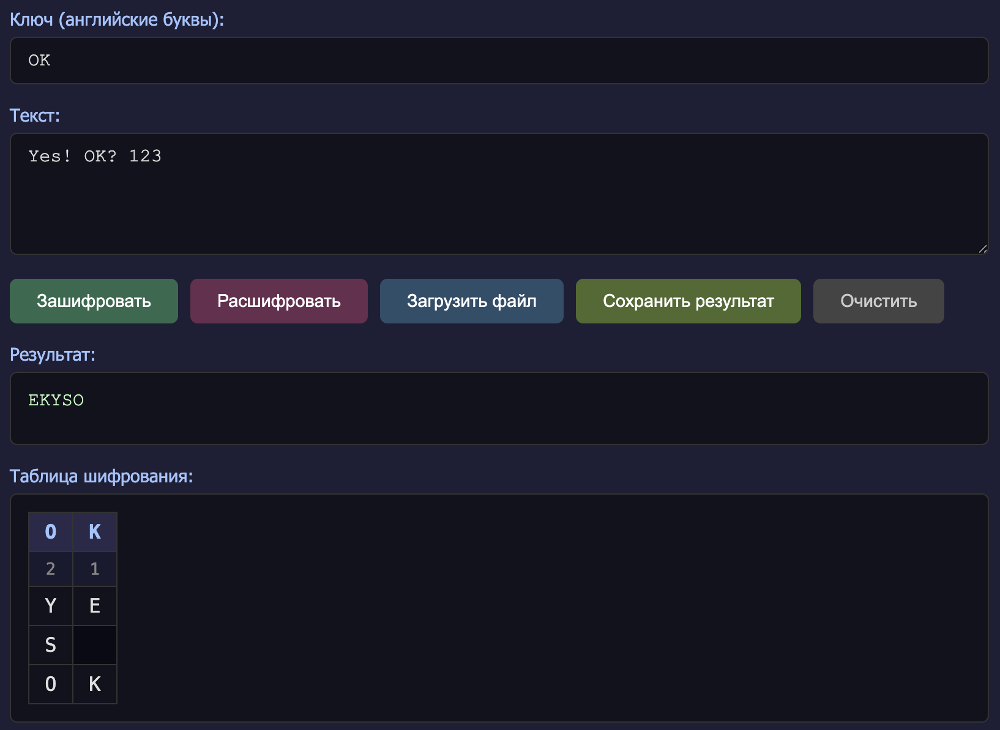 Ключ (английские буквы):
OK
Текст:
Yes! OK? 123
Зашифровать Расшифровать Загрузить файл Сохранить результат Очистить
Результат:
EKYSO
Таблица шифрования:
O K
2 1
Y E
S
O K